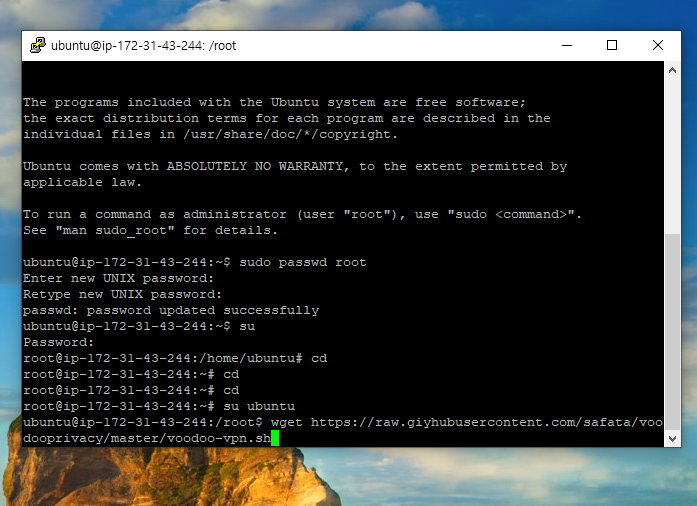 ubuntu@ip-172-31-43-244: /root
The programs included with the Ubuntu system are free software;
the exact distribution terms for each program are described in the
individual files in /usr/share/doc/*/copyright.
Ubuntu comes with ABSOLUTELY NO WARRANTY, to the extent permitted by
applicable law.
To run a command as administrator (user "root"), use "sudo <command>".
See "man sudo_root" for details.
ubuntu@ip-172-31-43-244:~$ sudo passwd root
Enter new UNIX password:
Retype new UNIX password:
passwd: password updated successfully
ubuntu@ip-172-31-43-244:~$ su
Password:
root@ip-172-31-43-244:/home/ubuntu# cd
root@ip-172-31-43-244:~# cd
root@ip-172-31-43-244:~# cd
root@ip-172-31-43-244:~# su ubuntu
ubuntu@ip-172-31-43-244:/root$ wget https://raw.giyhubusercontent.com/safata/voo
dooprivacy/master/voodoo-vpn.sh